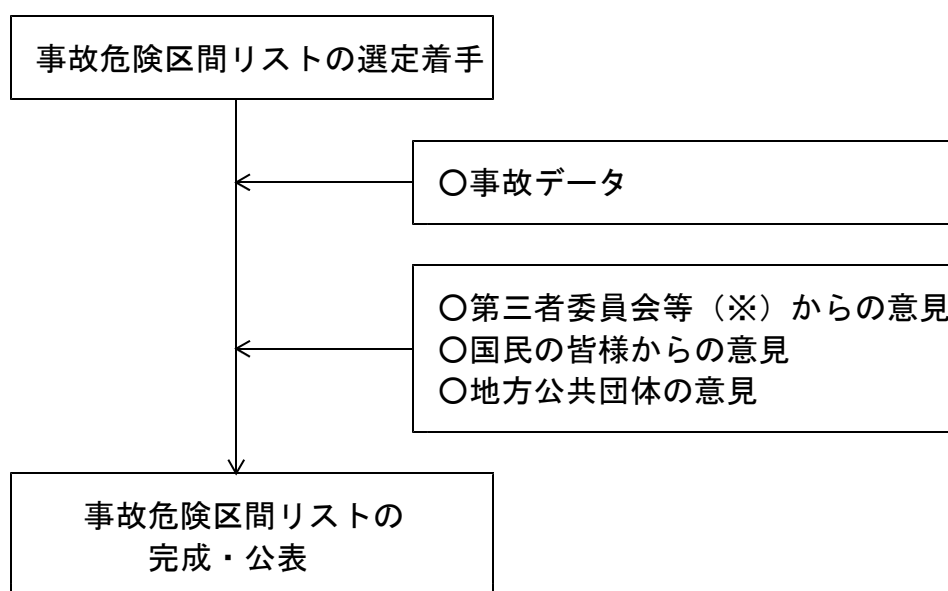 事故危険区間リストの選定着手
〇事故データ
〇第三者委員会等（※）からの意見
〇国民の皆様からの意見
〇地方公共団体の意見
事故危険区間リストの
完成・公表